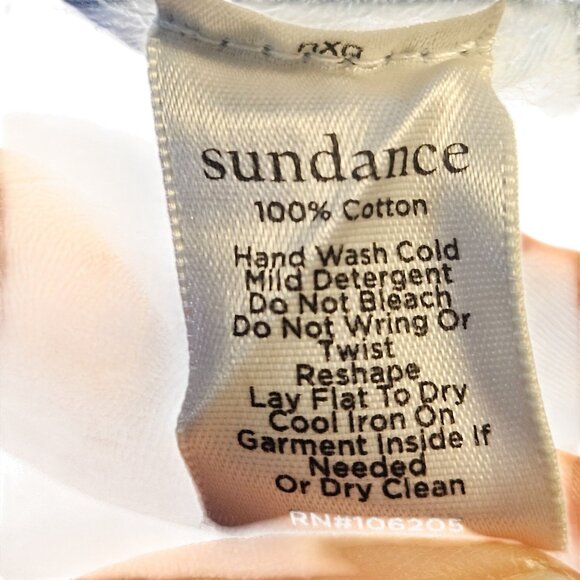 sundance
100% Cotton
Hand Wash Cold
Mild Detergent
Do Not Bleach
Do Not Wring Or
Twist
Reshape
Lay Flat To Dry
Cool Iron On
Garment Inside If
Needed
Or Dry Clean
RN#106205